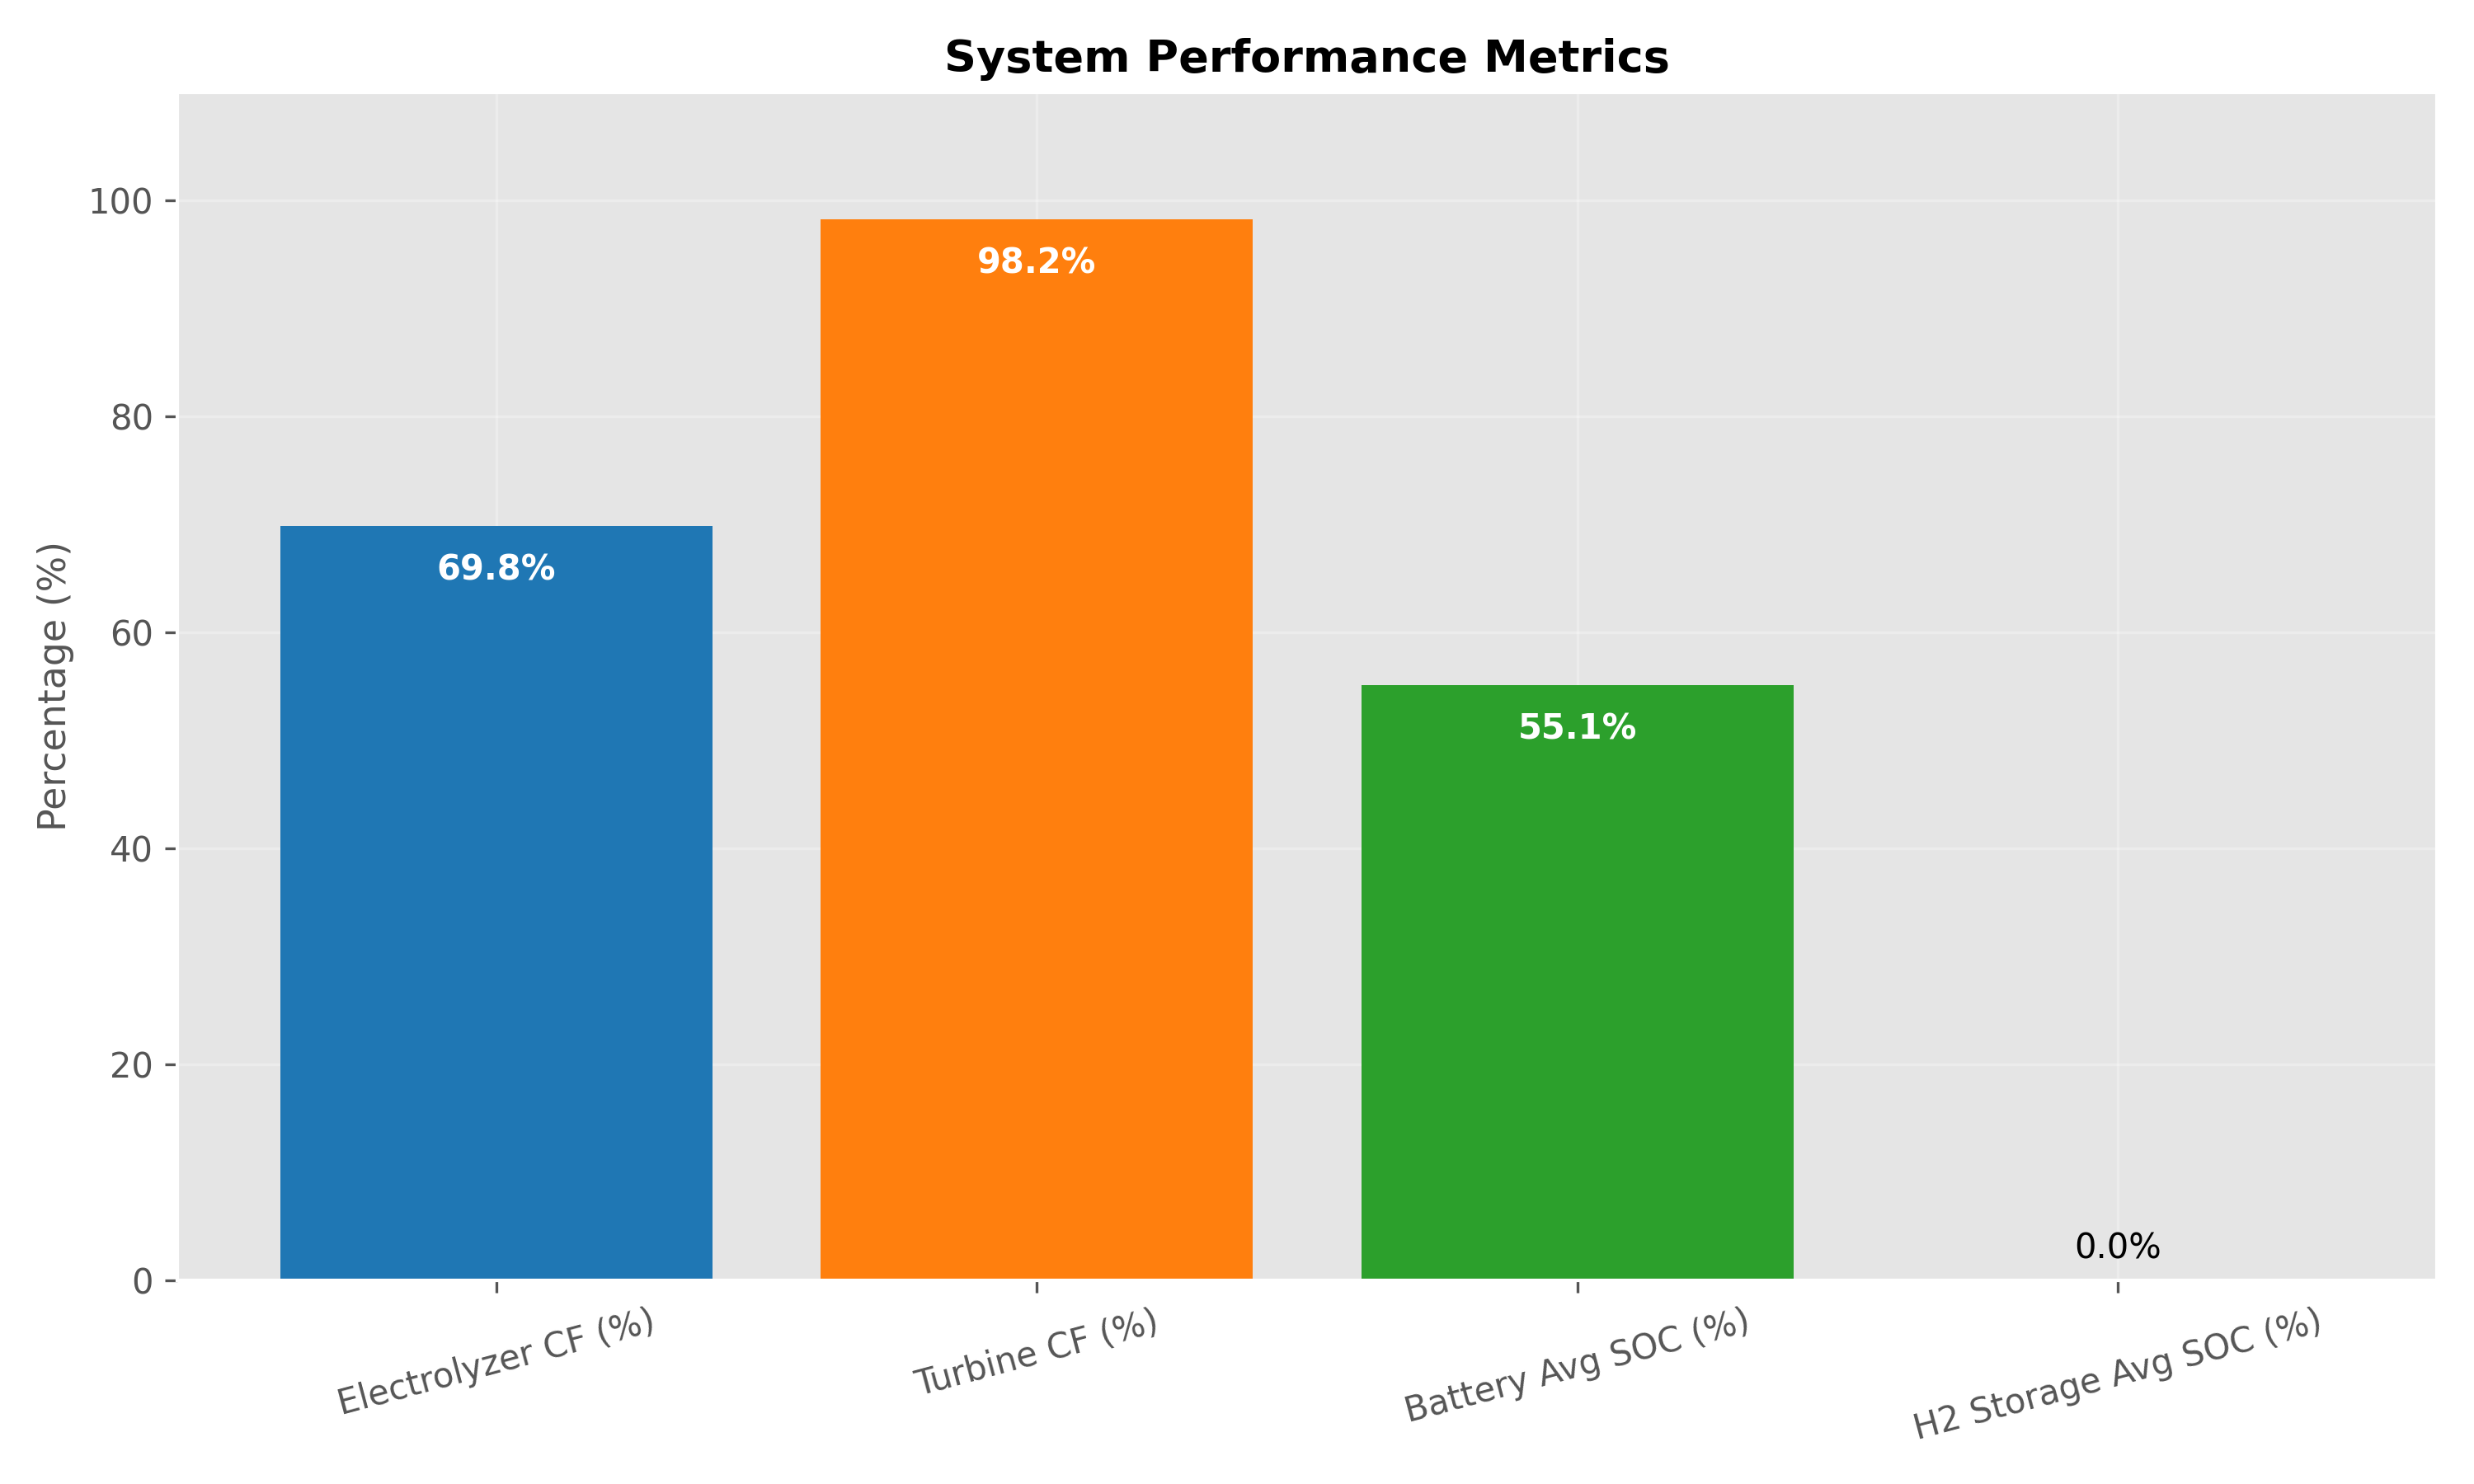 System Performance Metrics
Percentage (%)
100
80
60
40
20
0
69.8%
98.2%
55.1%
0.0%
Electrolyzer CF (%)
Turbine CF (%)
Battery Avg SOC (%)
H2 Storage Avg SOC (%)